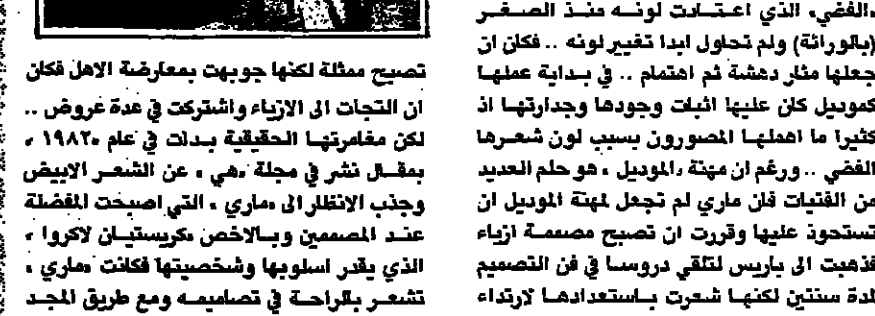 «الفضي» الذي اعتادت لونه منذ الصغر
(بالوراثة) ولم تحاول ابدا تغيير لونه .. فكان ان
جعلها مثار دهشة ثم اهتمام .. في بداية عملها
كموديل كان عليها اثبات وجودها وجدارتها اذ
كثيرا ما اهملها المصورون بسبب لون شعرها
الفضي .. ورغم ان مهنة «الموديل» هو حلم العديد
من الفتيات فان ماري لم تجعل لمهنة الموديل ان
تستحوذ عليها وقررت ان تصبح مصممة ازياء
فذهبت الى باريس لتلقي دروسا في فن التصميم
لمدة سنتين لكنها شعرت باستعدادها لارتداء
تصبح ممثلة لكنها جوبهت بمعارضة الاهل فكان
ان التجات الى الازياء واشتركت في عدة عروض ..
لكن مغامرتها الحقيقية بدات في عام «١٩٨٢»
بمقال نشر في مجلة «هي» عن الشعر الابيض
وجذب الانظار الى «ماري» التي اصبحت المفضلة
عند المصممين وبالاخص «كريستيان لاكروا»
الذي يقدر اسلوبها وشخصيتها فكانت «ماري»
تشعر بالراحة في تصاميمه ومع طريق المجد